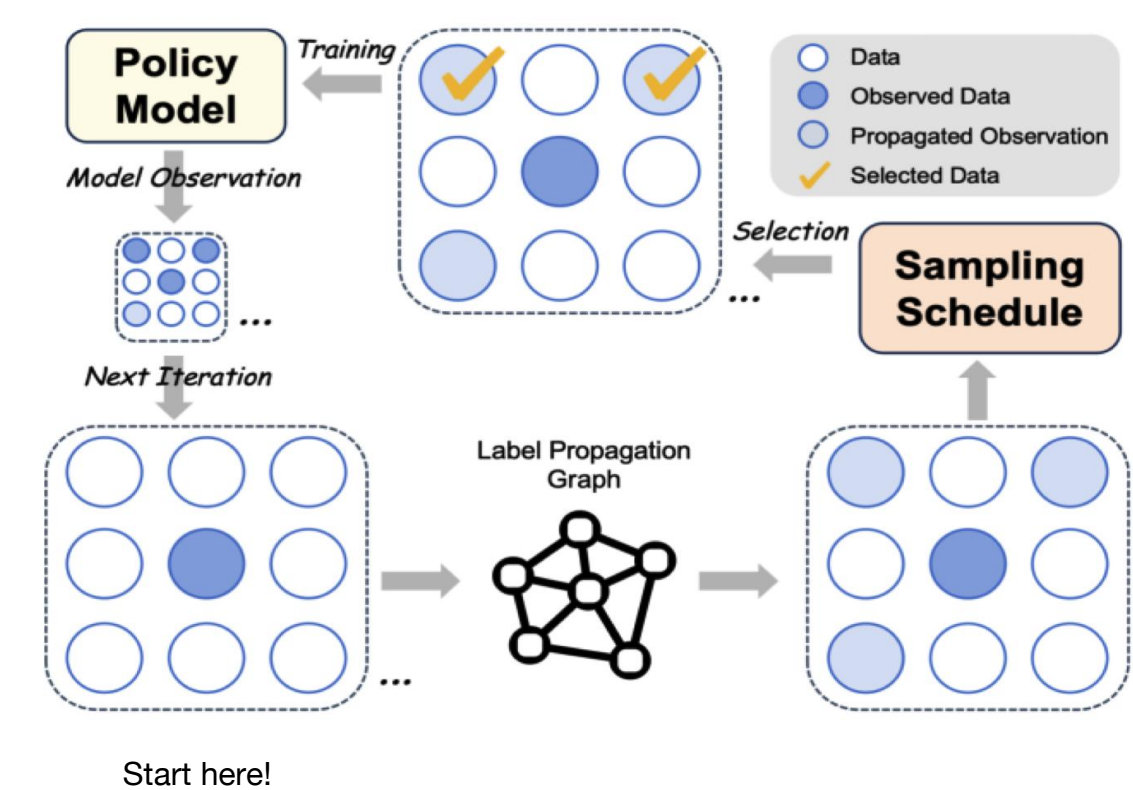 Policy
Model
Training
Data
Observed Data
Propagated Observation
Selected Data
Model Observation
Selection
Sampling
Schedule
...
...
Next Iteration
Label Propagation
Graph
...
Start here!